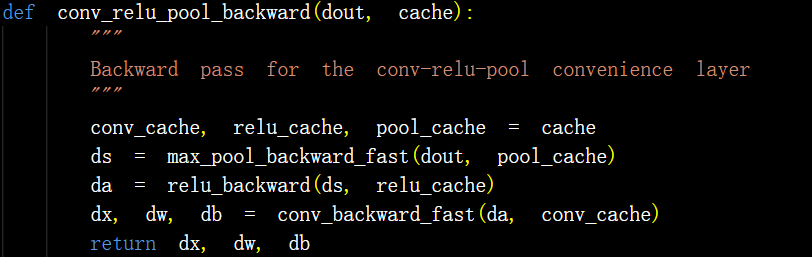 def conv_relu_pool_backward(dout, cache):
"""
Backward pass for the conv-relu-pool convenience layer
"""
conv_cache, relu_cache, pool_cache = cache
ds = max_pool_backward_fast(dout, pool_cache)
da = relu_backward(ds, relu_cache)
dx, dw, db = conv_backward_fast(da, conv_cache)
return dx, dw, db